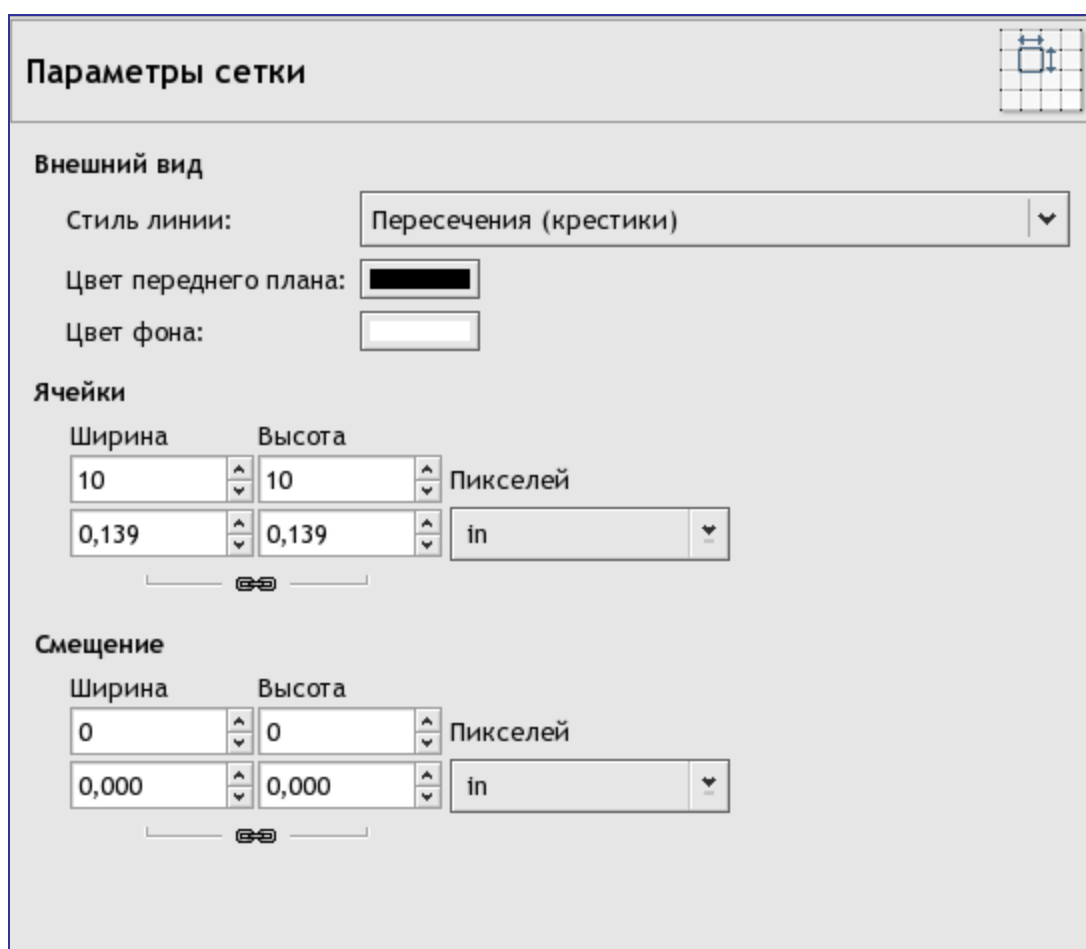 Параметры сетки
Внешний вид
Стиль линии: Пересечения (крестики)
Цвет переднего плана:
Цвет фона:
Ячейки
Ширина Высота
10 10 Пикселей
0,139 0,139 in
Смещение
Ширина Высота
0 0 Пикселей
0,000 0,000 in